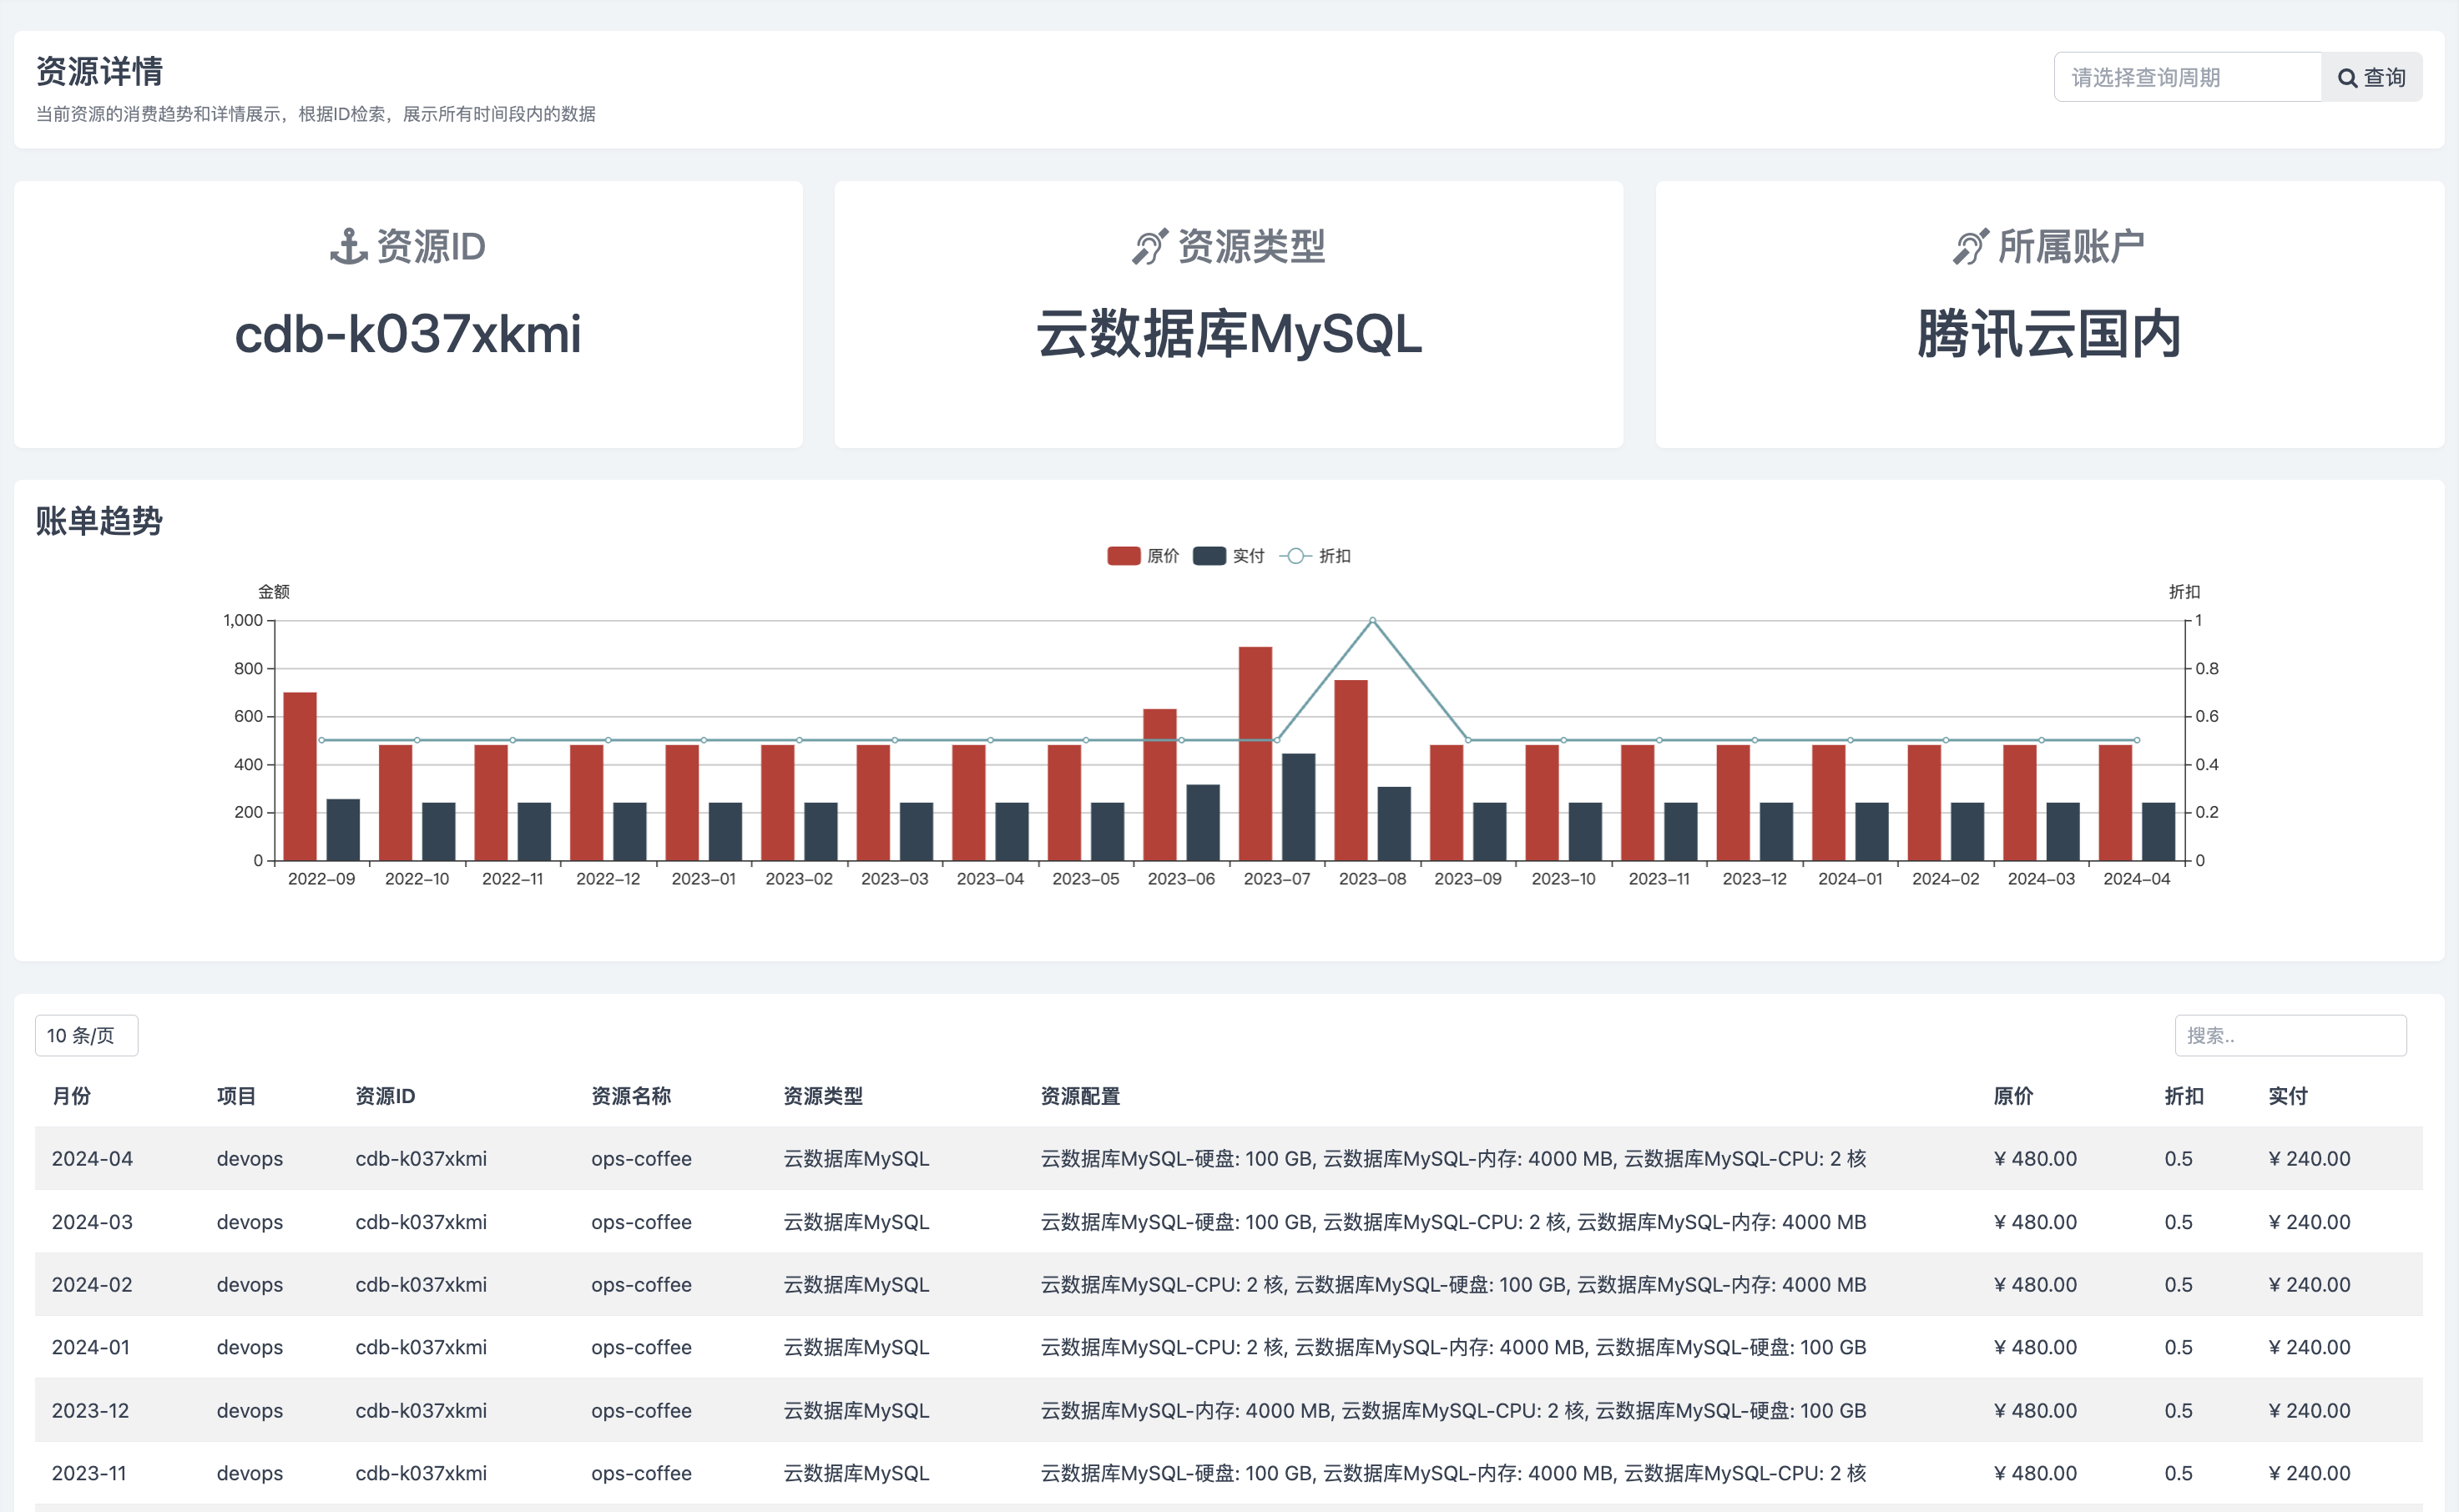 资源详情
当前资源的消费趋势和详情展示，根据ID检索，展示所有时间段内的数据
请选择查询周期 查询
资源ID
cdb-k037xkmi
资源类型
云数据库MySQL
所属账户
腾讯云国内
账单趋势
原价 实付 折扣
金额 折扣
1,000 1
800 0.8
600 0.6
400 0.4
200 0.2
0 0
2022-09 2022-10 2022-11 2022-12 2023-01 2023-02 2023-03 2023-04 2023-05 2023-06 2023-07 2023-08 2023-09 2023-10 2023-11 2023-12 2024-01 2024-02 2024-03 2024-04
10 条/页 搜索..
月份 项目 资源ID 资源名称 资源类型 资源配置 原价 折扣 实付
2024-04 devops cdb-k037xkmi ops-coffee 云数据库MySQL 云数据库MySQL-硬盘: 100 GB, 云数据库MySQL-内存: 4000 MB, 云数据库MySQL-CPU: 2 核 ¥ 480.00 0.5 ¥ 240.00
2024-03 devops cdb-k037xkmi ops-coffee 云数据库MySQL 云数据库MySQL-硬盘: 100 GB, 云数据库MySQL-CPU: 2 核, 云数据库MySQL-内存: 4000 MB ¥ 480.00 0.5 ¥ 240.00
2024-02 devops cdb-k037xkmi ops-coffee 云数据库MySQL 云数据库MySQL-CPU: 2 核, 云数据库MySQL-硬盘: 100 GB, 云数据库MySQL-内存: 4000 MB ¥ 480.00 0.5 ¥ 240.00
2024-01 devops cdb-k037xkmi ops-coffee 云数据库MySQL 云数据库MySQL-CPU: 2 核, 云数据库MySQL-内存: 4000 MB, 云数据库MySQL-硬盘: 100 GB ¥ 480.00 0.5 ¥ 240.00
2023-12 devops cdb-k037xkmi ops-coffee 云数据库MySQL 云数据库MySQL-内存: 4000 MB, 云数据库MySQL-CPU: 2 核, 云数据库MySQL-硬盘: 100 GB ¥ 480.00 0.5 ¥ 240.00
2023-11 devops cdb-k037xkmi ops-coffee 云数据库MySQL 云数据库MySQL-硬盘: 100 GB, 云数据库MySQL-内存: 4000 MB, 云数据库MySQL-CPU: 2 核 ¥ 480.00 0.5 ¥ 240.00